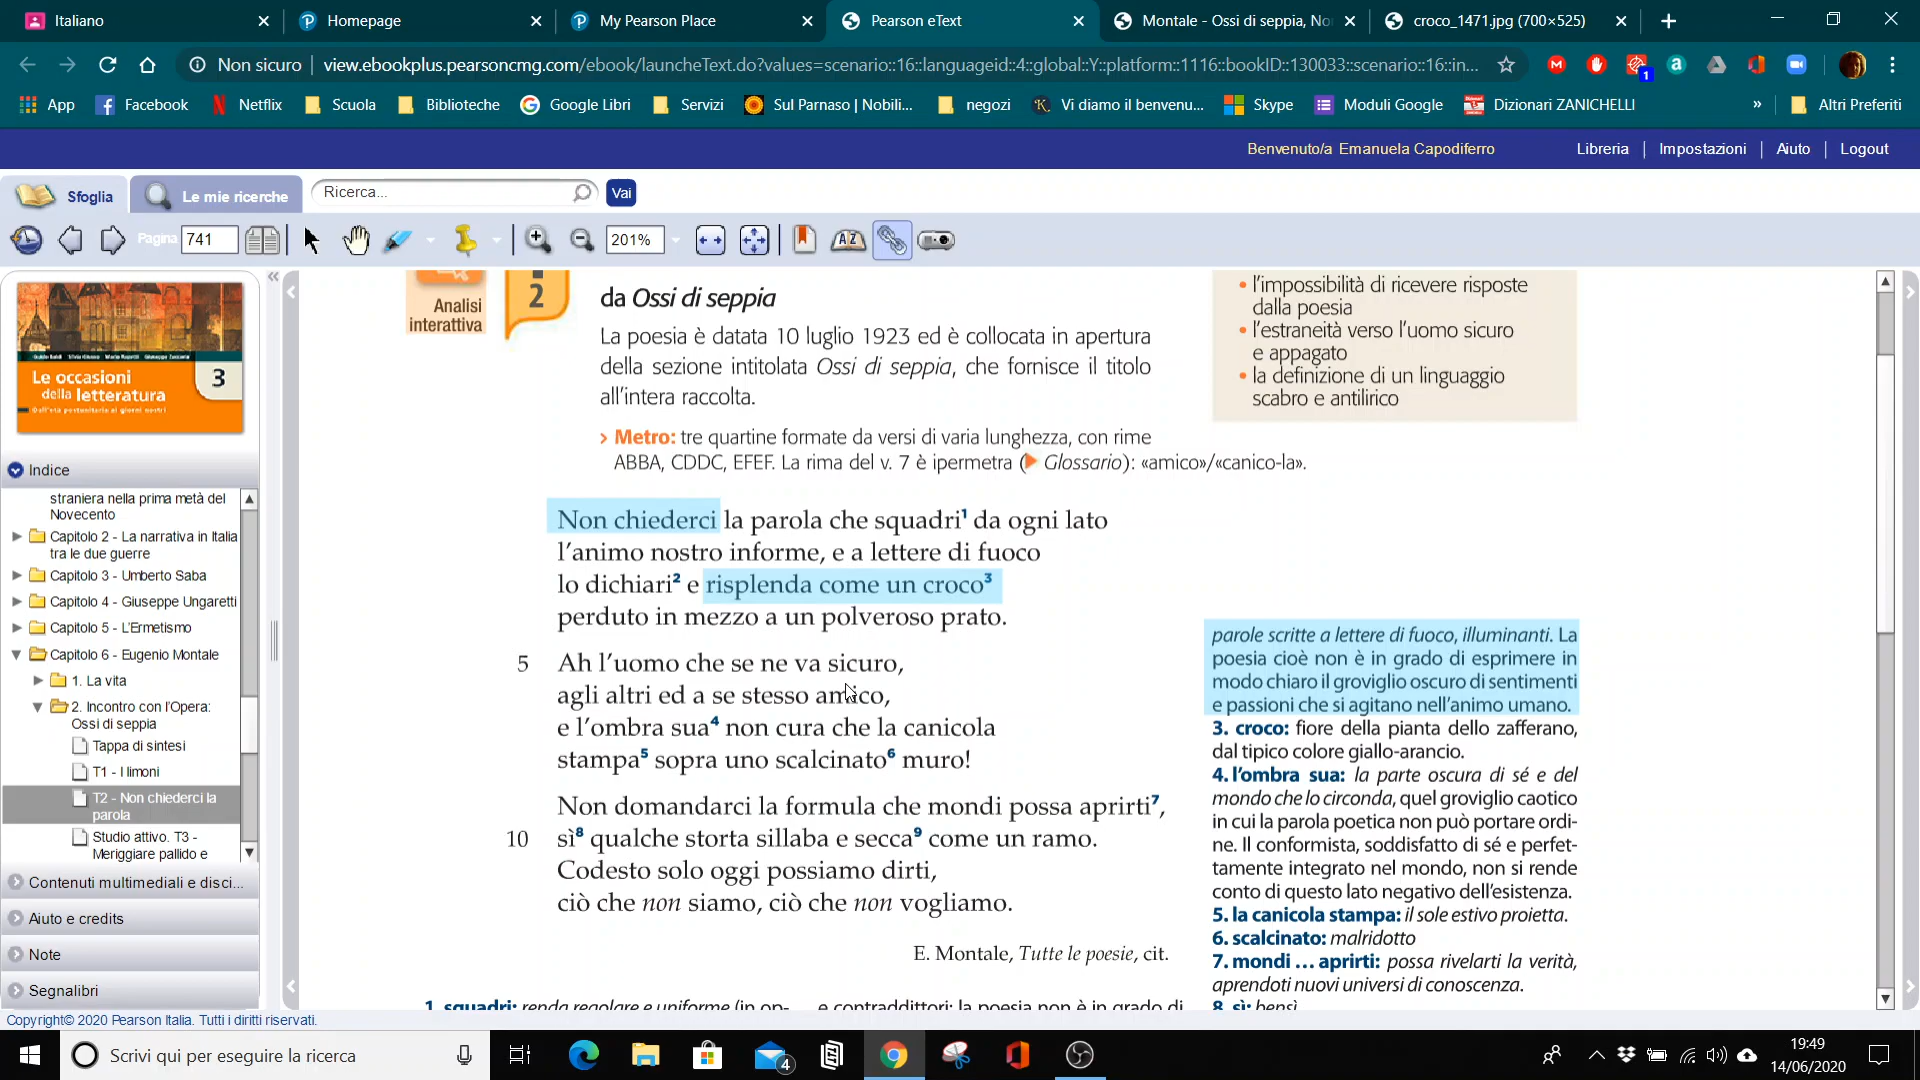 Italiano
Homepage
My Pearson Place
Pearson eText
Montale - Ossi di seppia, No
croco_1471.jpg (700×525)
Non sicuro | view.ebookplus.pearsoncmg.com/ebook/launcheText.do?values=scenario::16::languageid::4::global::Y::platform::1116::bookID::130033::scenario::16::in...
App
Facebook
Netflix
Scuola
Biblioteche
Google Libri
Servizi
Sul Parnaso | Nobili...
negozi
Vi diamo il benvenu...
Skype
Moduli Google
Dizionari ZANICHELLI
»
Altri Preferiti
Benvenuto/a Emanuela Capodiferro
Libreria | Impostazioni | Aiuto | Logout
Sfoglia
Le mie ricerche
Ricerca...
Vai
Pagina 741
201%
Le occasioni
della letteratura
3
Indice
straniera nella prima metà del
Novecento
Capitolo 2 - La narrativa in Italia
tra le due guerre
Capitolo 3 - Umberto Saba
Capitolo 4 - Giuseppe Ungaretti
Capitolo 5 - L'Ermetismo
Capitolo 6 - Eugenio Montale
1. La vita
2. Incontro con l'Opera:
Ossi di seppia
Tappa di sintesi
T1 - I limoni
T2 - Non chiederci la
parola
Studio attivo. T3 -
Meriggiare pallido e
Contenuti multimediali e disci...
Aiuto e credits
Note
Segnalibri
Copyright© 2020 Pearson Italia. Tutti i diritti riservati.
Analisi
interattiva
2
da Ossi di seppia
La poesia è datata 10 luglio 1923 ed è collocata in apertura
della sezione intitolata Ossi di seppia, che fornisce il titolo
all'intera raccolta.
› Metro: tre quartine formate da versi di varia lunghezza, con rime
ABBA, CDDC, EFEF. La rima del v. 7 è ipermetra (▶ Glossario): «amico»/«canico-la».
• l'impossibilità di ricevere risposte
dalla poesia
• l'estraneità verso l'uomo sicuro
e appagato
• la definizione di un linguaggio
scabro e antilirico
Non chiederci la parola che squadri¹ da ogni lato
l'animo nostro informe, e a lettere di fuoco
lo dichiari² e risplenda come un croco³
perduto in mezzo a un polveroso prato.
5 Ah l'uomo che se ne va sicuro,
agli altri ed a se stesso amico,
e l'ombra sua⁴ non cura che la canicola
stampa⁵ sopra uno scalcinato⁶ muro!
Non domandarci la formula che mondi possa aprirti⁷,
10 sì⁸ qualche storta sillaba e secca⁹ come un ramo.
Codesto solo oggi possiamo dirti,
ciò che non siamo, ciò che non vogliamo.
E. Montale, Tutte le poesie, cit.
1. squadri: renda regolare e uniforme (in op-
e contraddittori: la poesia non è in grado di
parole scritte a lettere di fuoco, illuminanti. La
poesia cioè non è in grado di esprimere in
modo chiaro il groviglio oscuro di sentimenti
e passioni che si agitano nell'animo umano.
3. croco: fiore della pianta dello zafferano,
dal tipico colore giallo-arancio.
4. l'ombra sua: la parte oscura di sé e del
mondo che lo circonda, quel groviglio caotico
in cui la parola poetica non può portare ordi-
ne. Il conformista, soddisfatto di sé e perfet-
tamente integrato nel mondo, non si rende
conto di questo lato negativo dell'esistenza.
5. la canicola stampa: il sole estivo proietta.
6. scalcinato: malridotto
7. mondi ... aprirti: possa rivelarti la verità,
aprendoti nuovi universi di conoscenza.
8. sì: bensì
Scrivi qui per eseguire la ricerca
4
19:49
14/06/2020